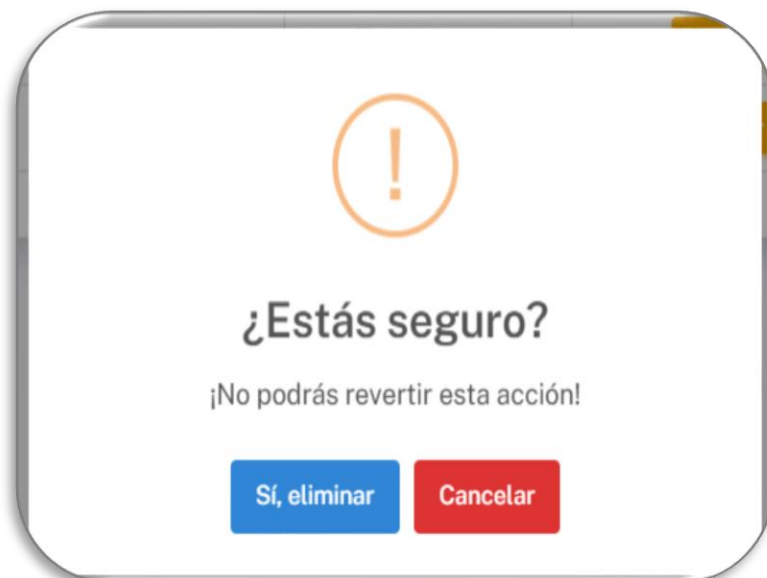 !
¿Estás seguro?
¡No podrás revertir esta acción!
Sí, eliminar
Cancelar